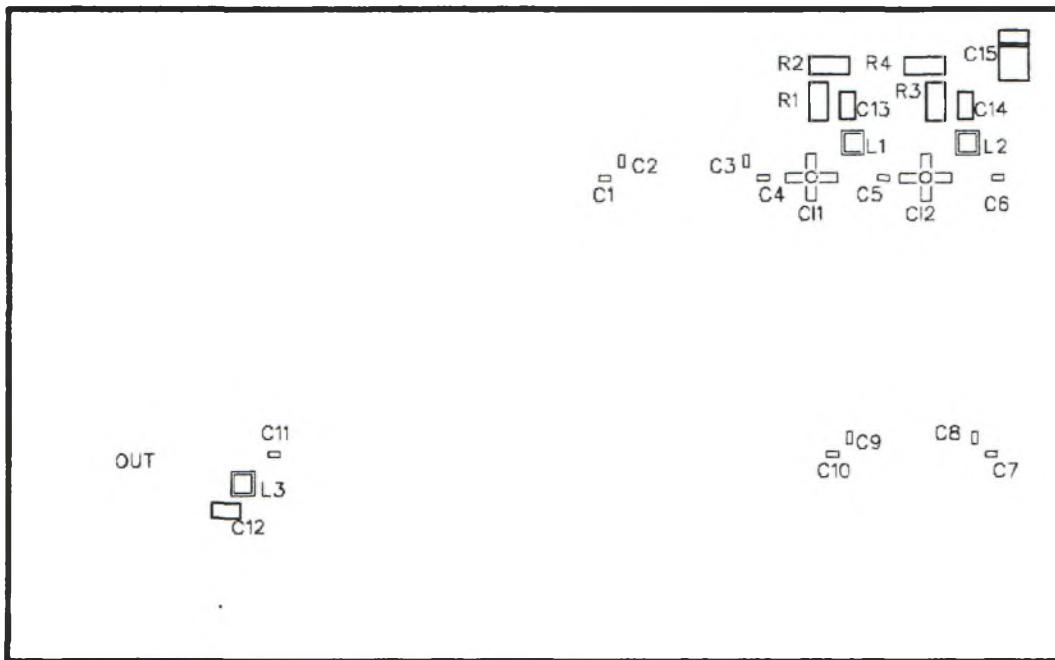 C15
R2 R4
R1 C13 R3 C14
L1 L2
C2 C3
C1 C4 CI1 C5 CI2 C6
C11
OUT
C9 C8
C10 C7
L3
C12